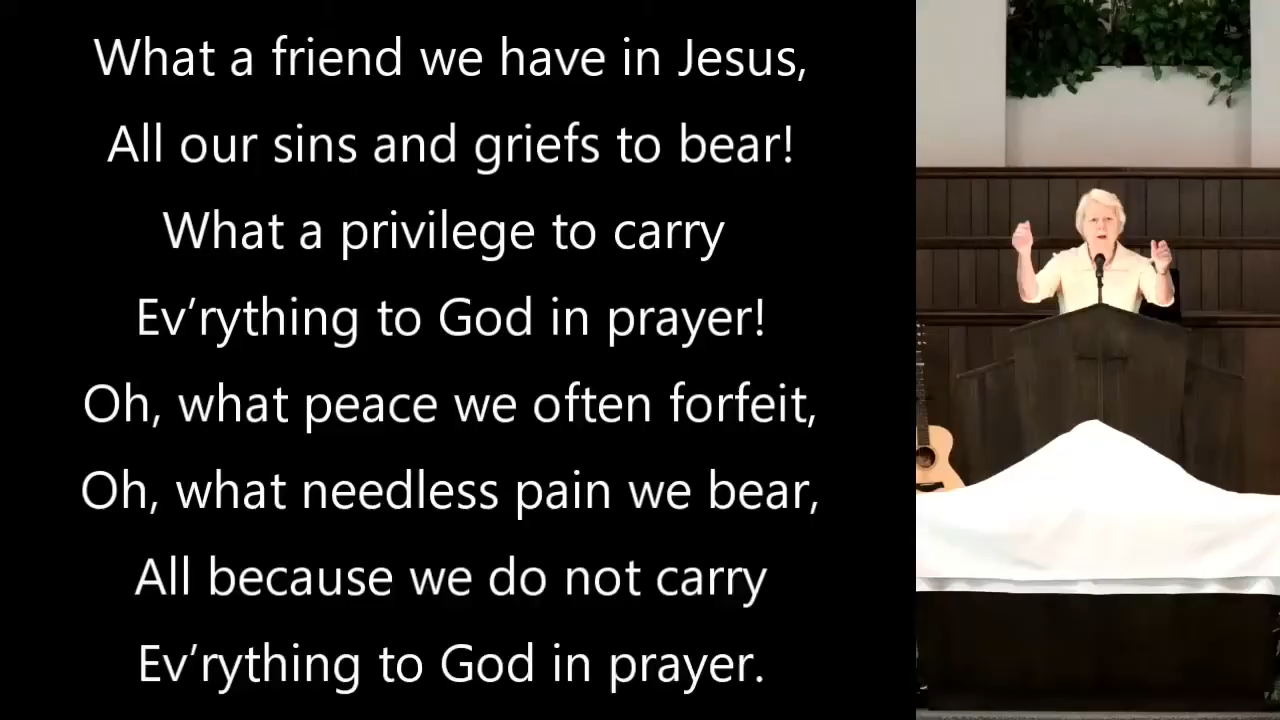 What a friend we have in Jesus,
All our sins and griefs to bear!
What a privilege to carry
Ev’rything to God in prayer!
Oh, what peace we often forfeit,
Oh, what needless pain we bear,
All because we do not carry
Ev’rything to God in prayer.